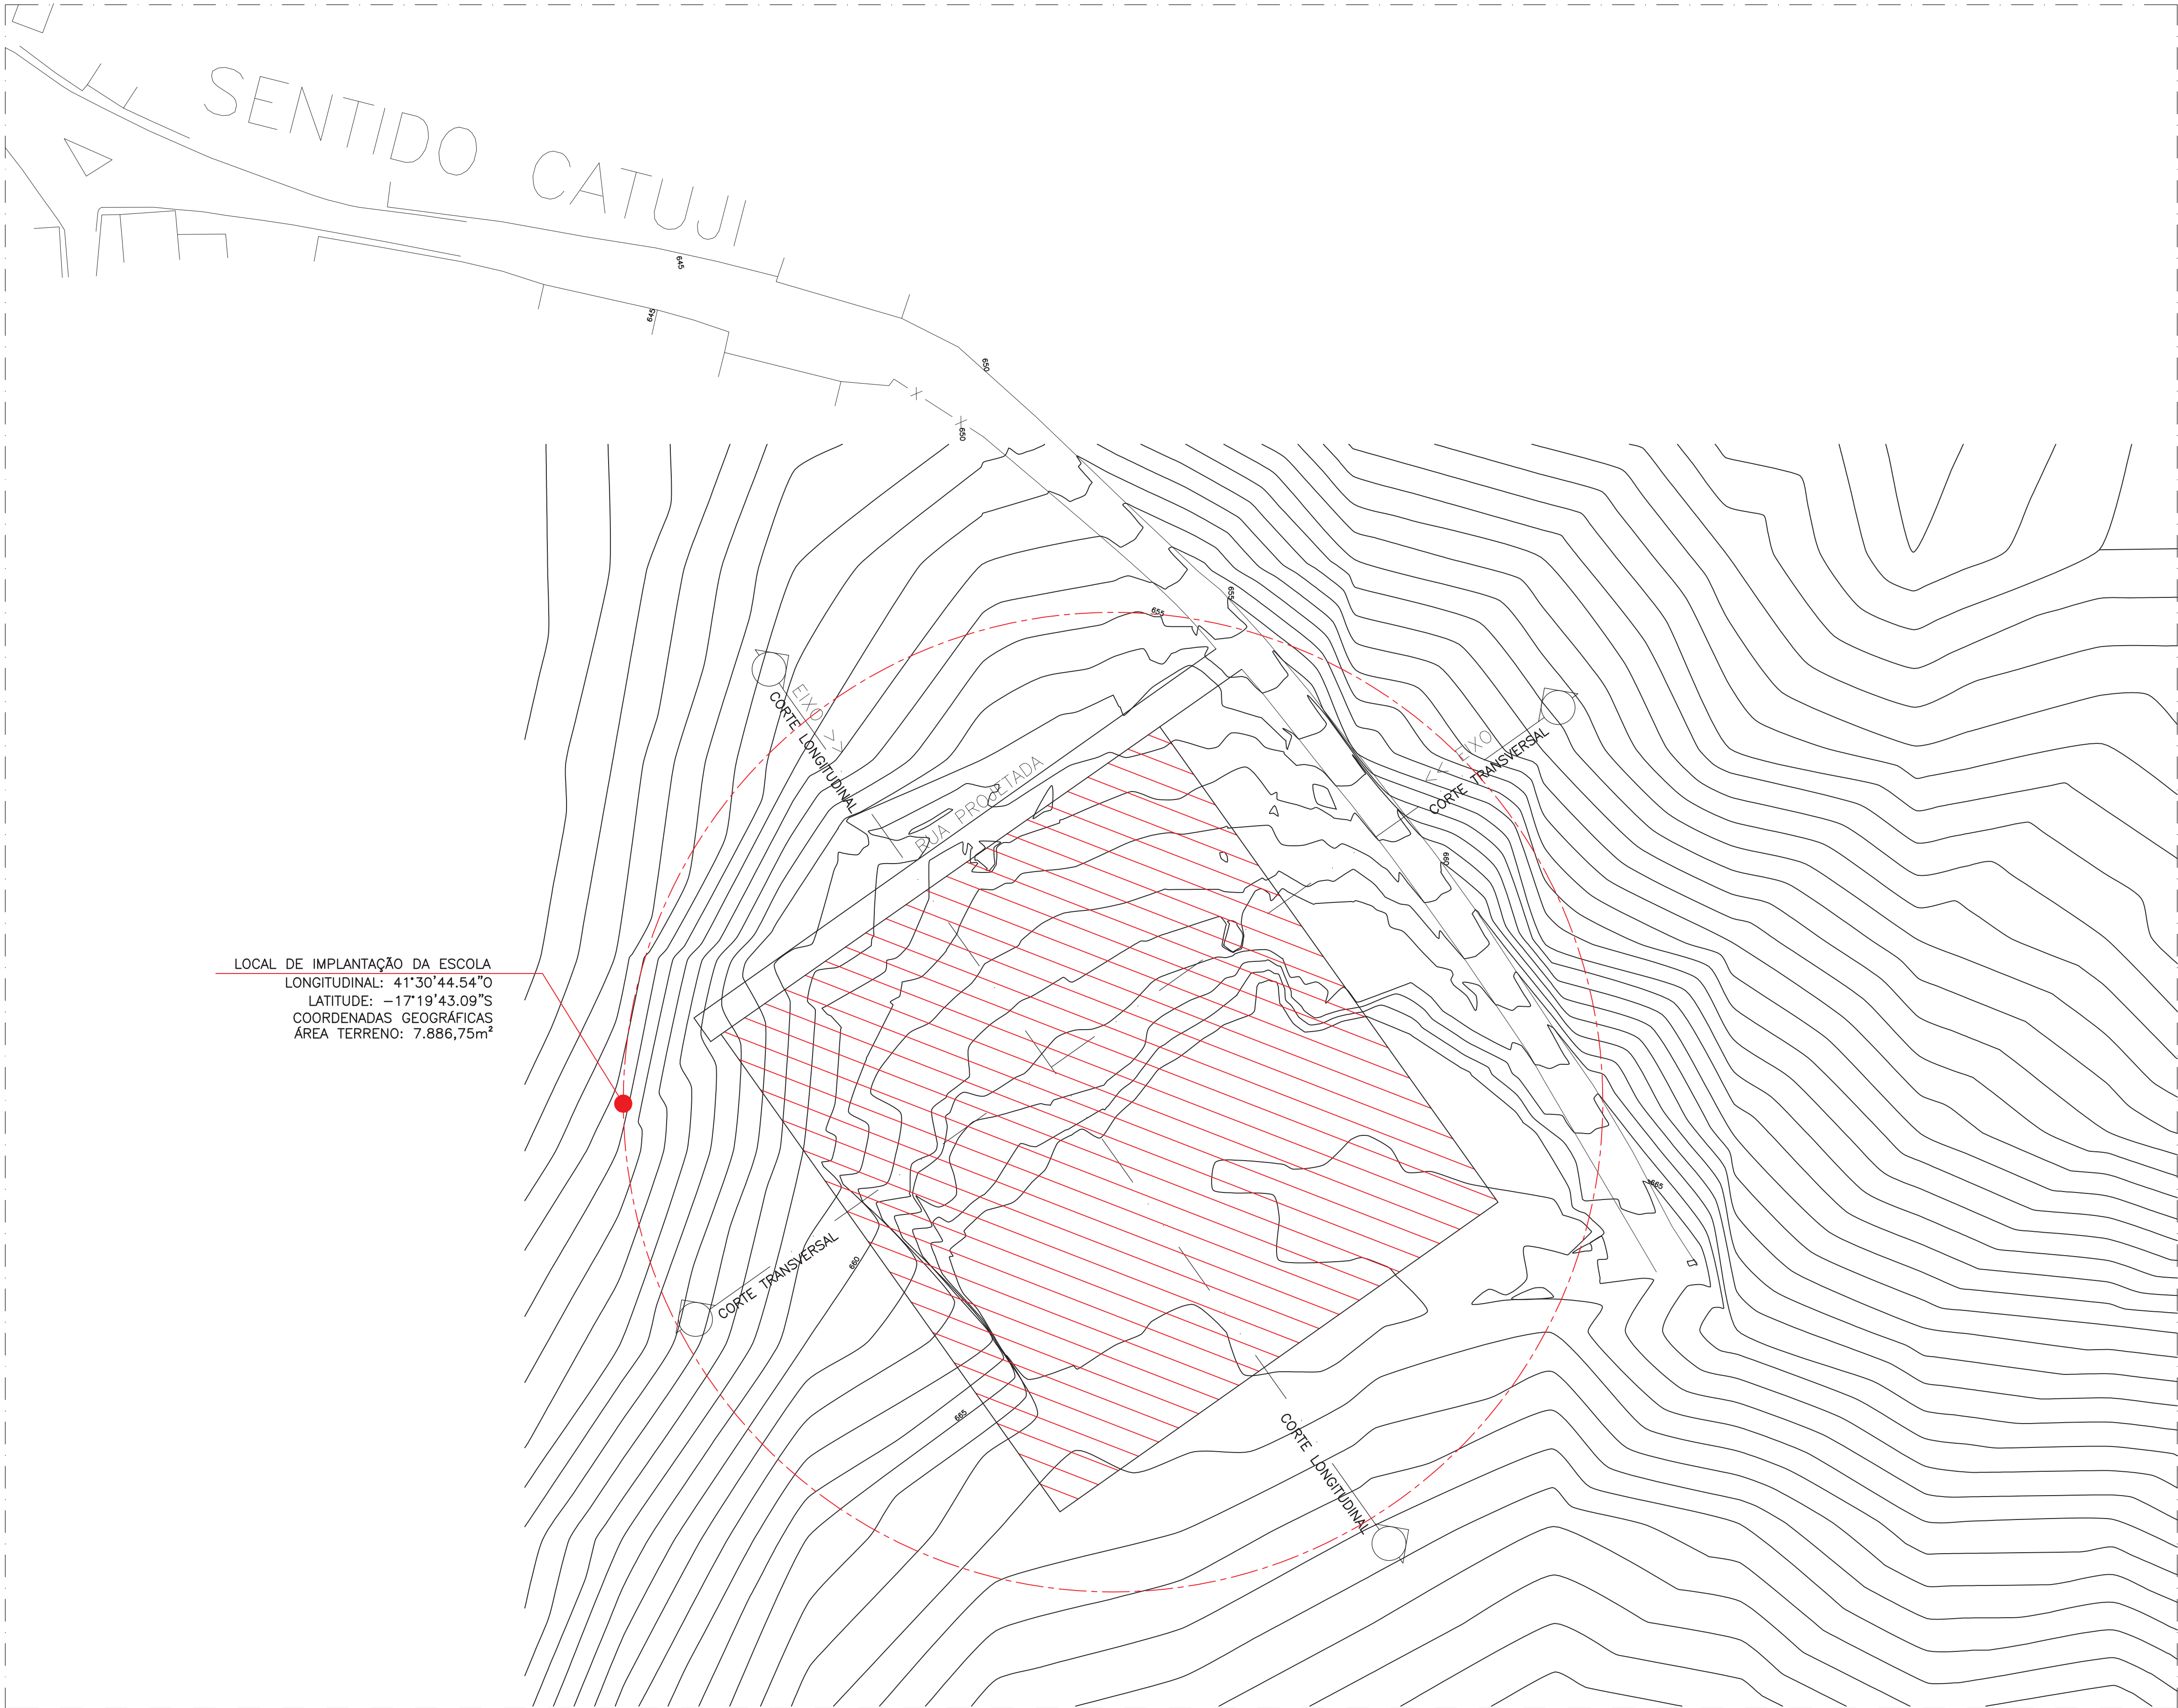 SENTIDO CATUJI
645
645
650
650
655
655
EIXO
CORTE LONGITUDINAL
EIXO
CORTE TRANSVERSAL
RUA PROJETADA
660
LOCAL DE IMPLANTAÇÃO DA ESCOLA
LONGITUDINAL: 41°30'44.54"O
LATITUDE: -17°19'43.09"S
COORDENADAS GEOGRÁFICAS
ÁREA TERRENO: 7.886,75m²
665
CORTE TRANSVERSAL
660
665
CORTE LONGITUDINAL